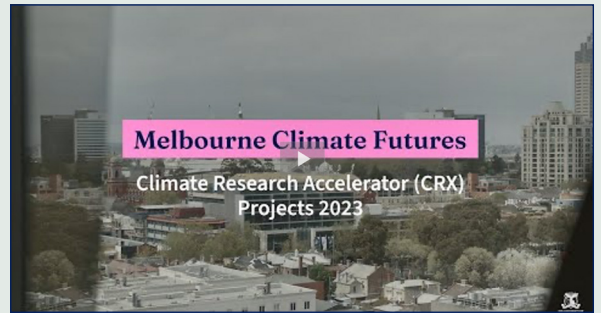 Melbourne Climate Futures
Climate Research Accelerator (CRX)
Projects 2023